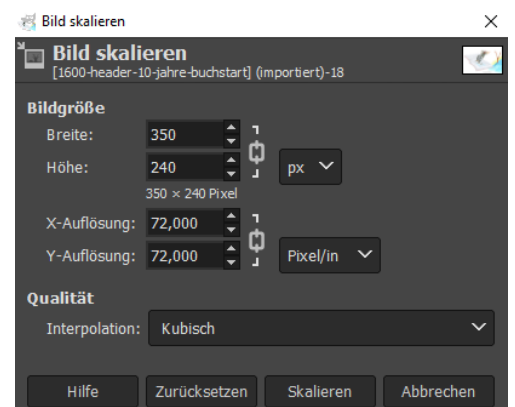 Bild skalieren
Bild skalieren
[1600-header-10-jahre-buchstart] (importiert)-18
Bildgröße
Breite: 350
Höhe: 240 px
350 × 240 Pixel
X-Auflösung: 72,000
Y-Auflösung: 72,000 Pixel/in
Qualität
Interpolation: Kubisch
Hilfe Zurücksetzen Skalieren Abbrechen